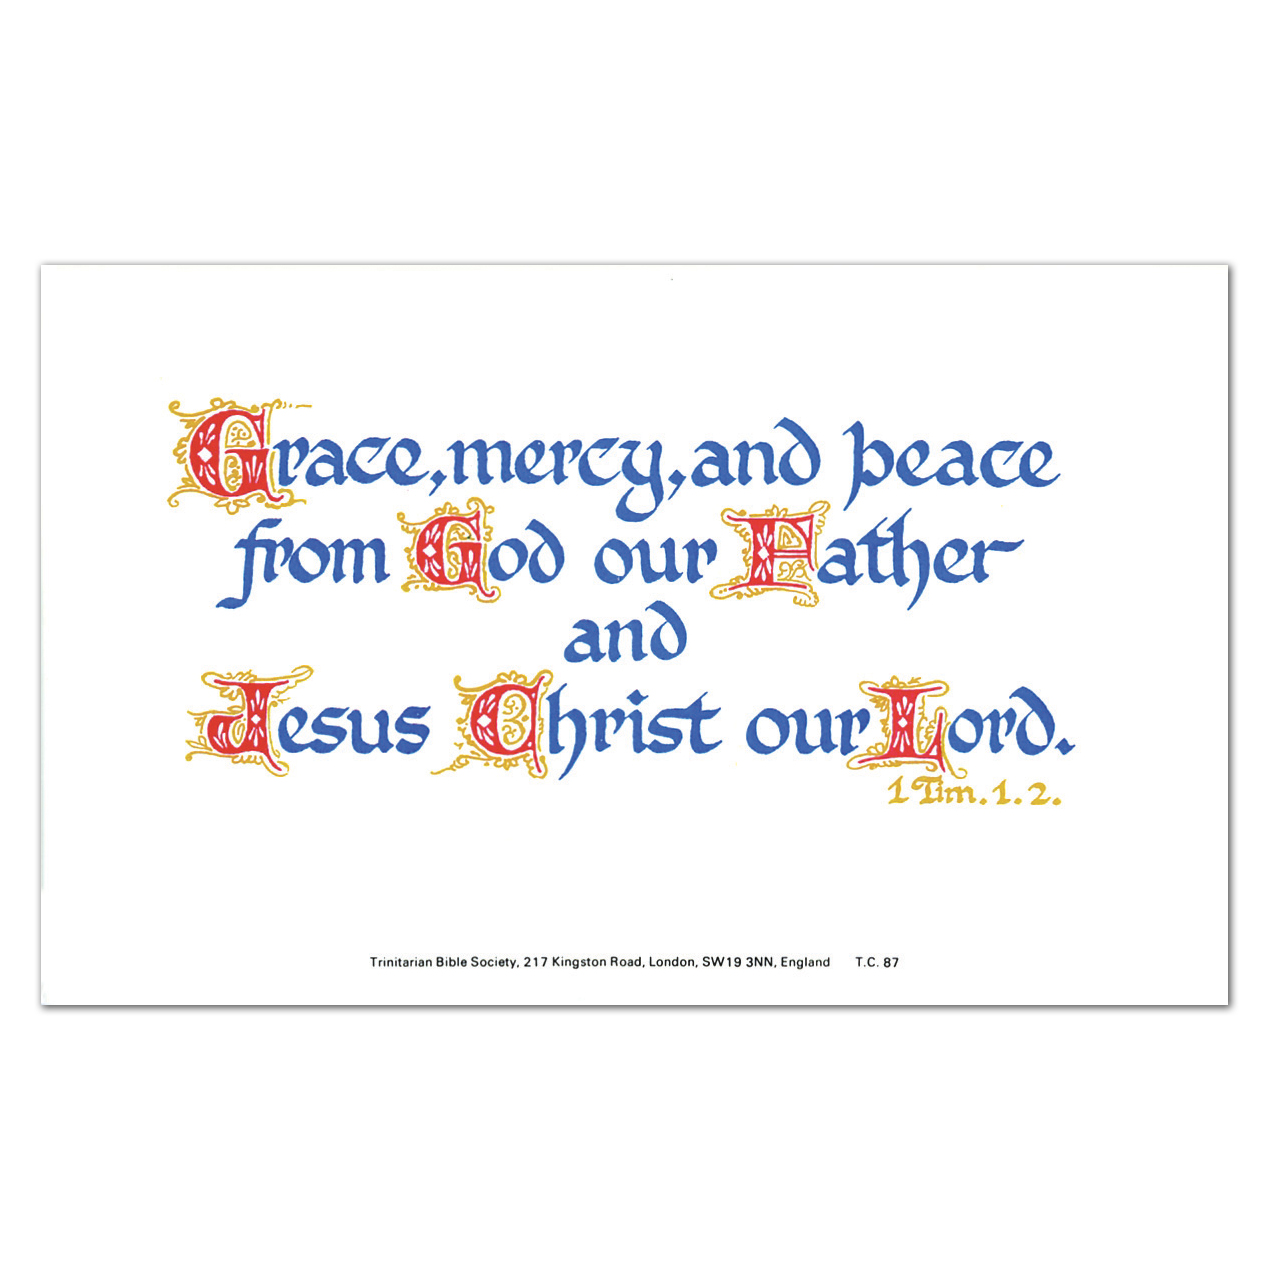 Grace, mercy, and peace
from God our Father
and
Jesus Christ our Lord.
1 Tim. 1. 2.
Trinitarian Bible Society, 217 Kingston Road, London, SW19 3NN, England T.C. 87